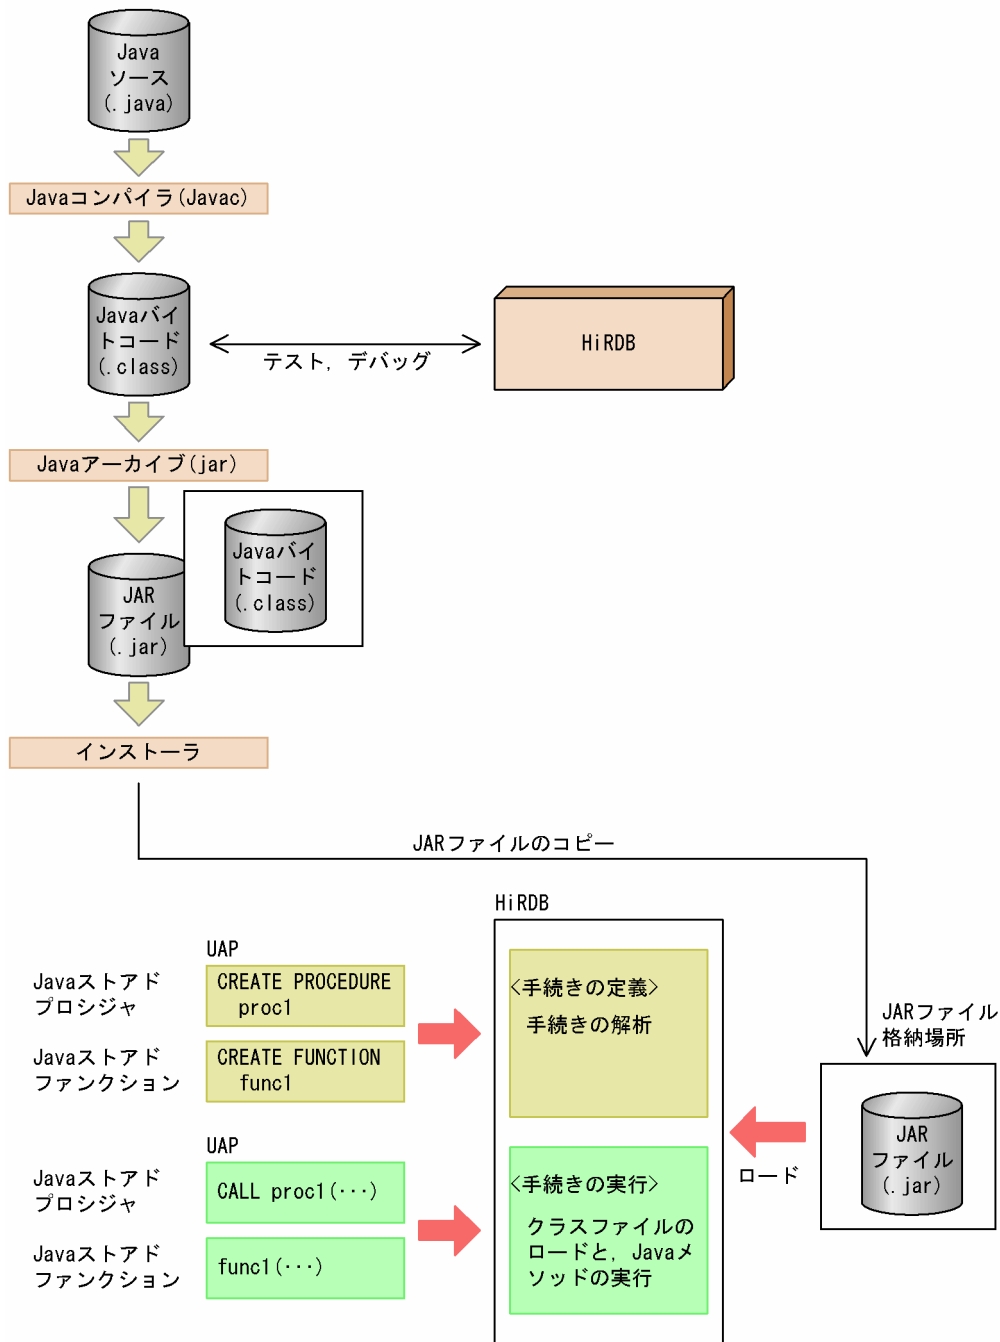 Java
ソース
(.java)
Javaコンパイラ(Javac)
Javaバイ
トコード
(.class)
テスト，デバッグ
HiRDB
Javaアーカイブ(jar)
Javaバイ
トコード
(.class)
JAR
ファイル
(.jar)
インストーラ
JARファイルのコピー
HiRDB
UAP
Javaストアド
プロシジャ
CREATE PROCEDURE
proc1
Javaストアド
ファンクション
CREATE FUNCTION
func1
<手続きの定義>
手続きの解析
JARファイル
格納場所
JAR
ファイル
(.jar)
ロード
UAP
Javaストアド
プロシジャ
CALL proc1(･･･)
Javaストアド
ファンクション
func1(･･･)
<手続きの実行>
クラスファイルの
ロードと，Javaメ
ソッドの実行